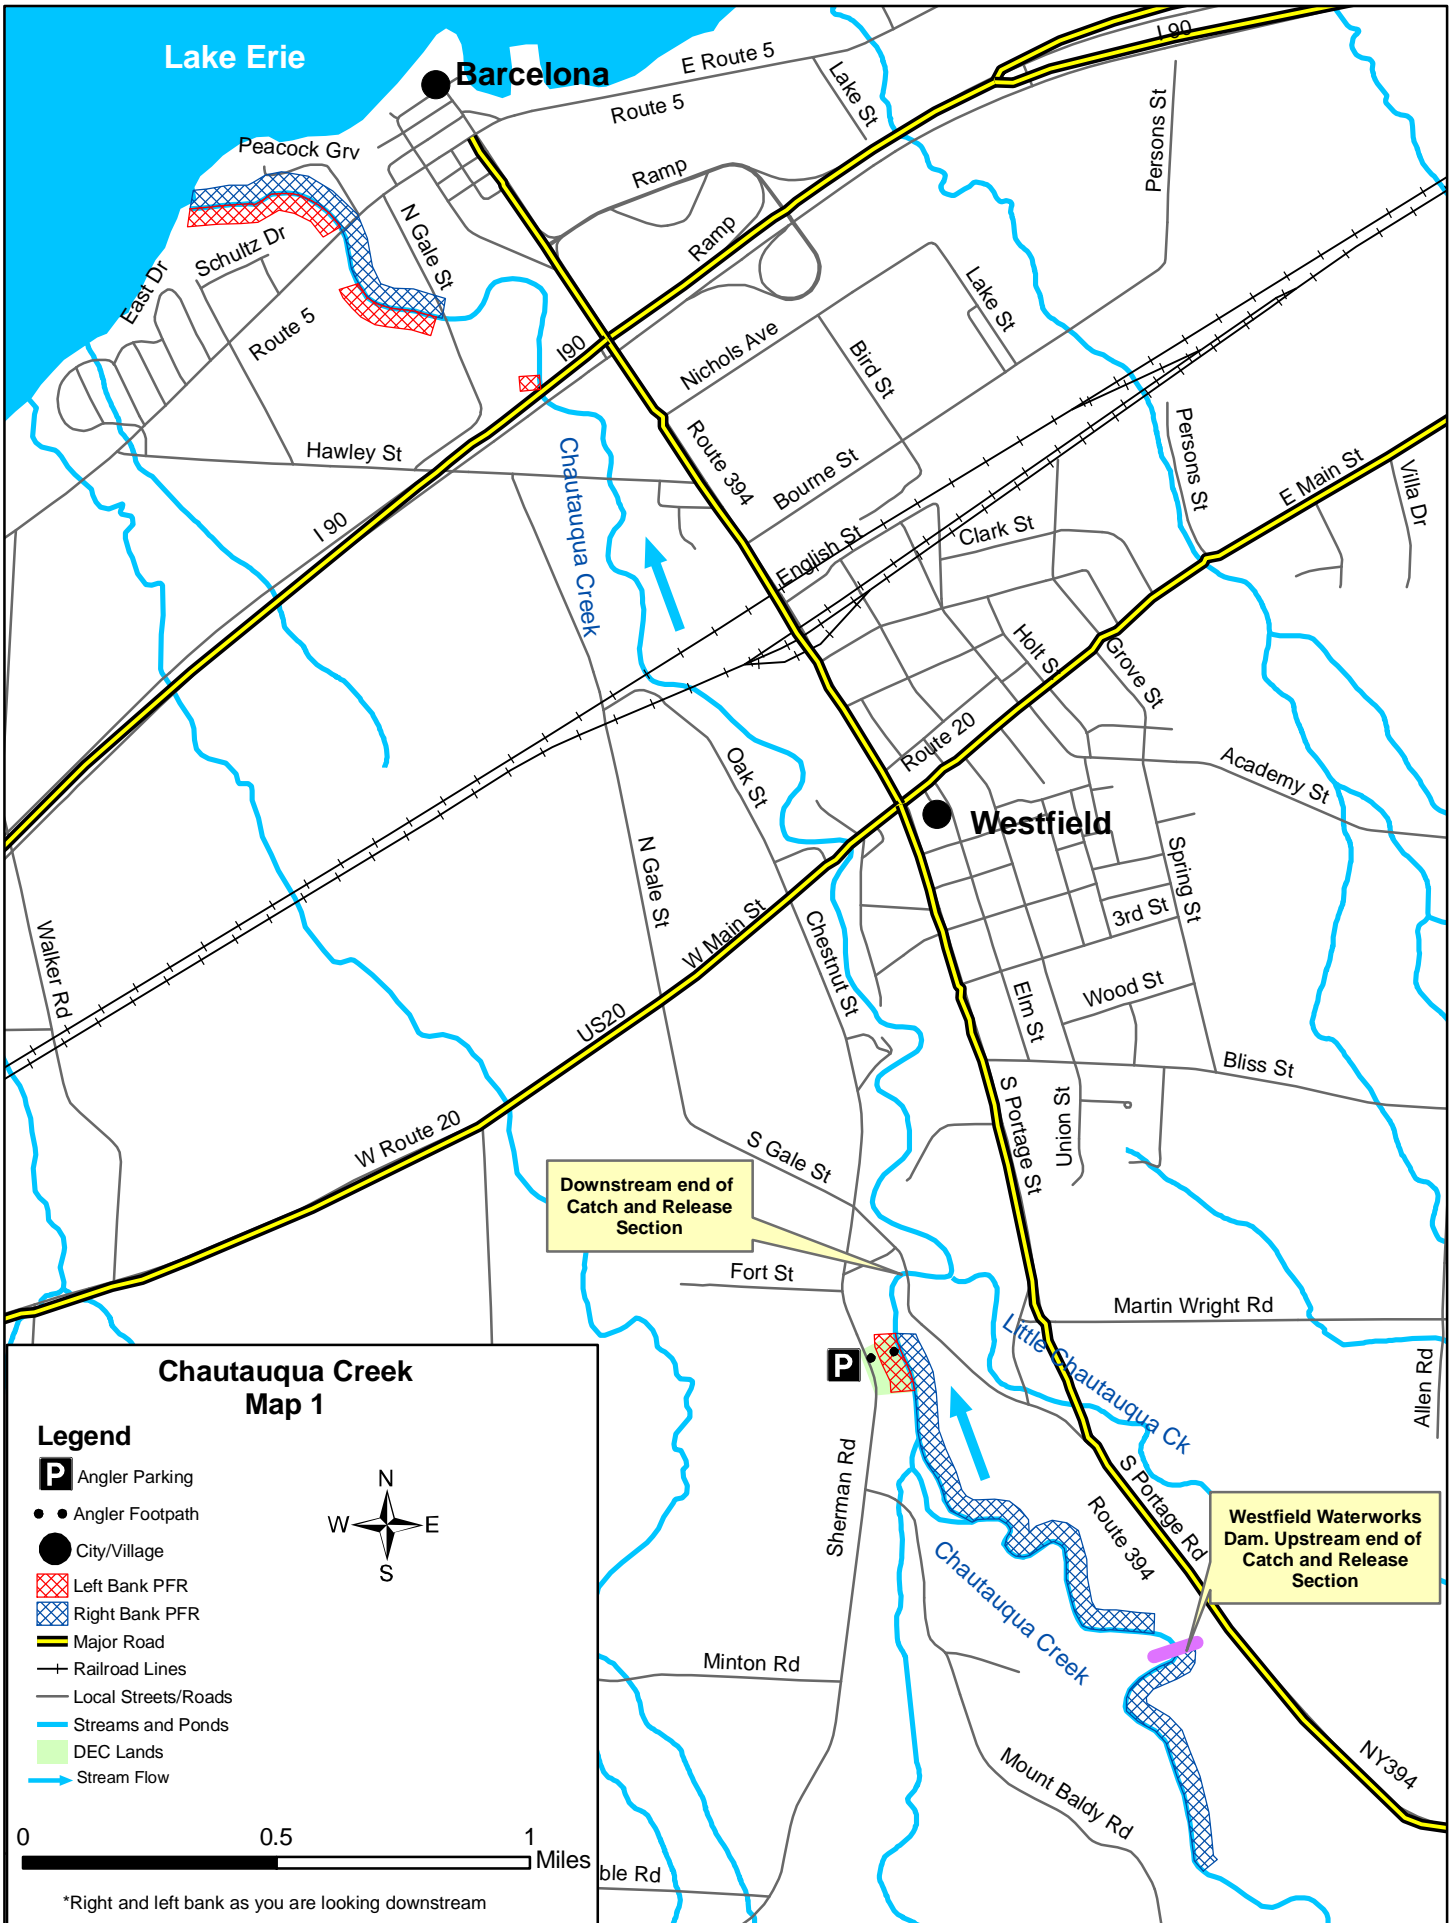 Lake Erie
Barcelona
E Route 5
Route 5
I 90
Lake St
Persons St
Peacock Grv
Ramp
N Gale St
Ramp
Schultz Dr
East Dr
Route 5
Lake St
I90
Nichols Ave
Bird St
Hawley St
Chautauqua Creek
Route 394
Bourne St
Persons St
E Main St
Villa Dr
I 90
English St
Clark St
Holt S
Grove St
Route 20
Oak St
Academy St
Westfield
N Gale St
Spring St
Walker Rd
W Main St
Chestnut St
3rd St
Elm St
Wood St
US20
Bliss St
S Portage St
Union St
W Route 20
S Gale St
Downstream end of
Catch and Release
Section
Fort St
Martin Wright Rd
Little Chautauqua Ck
Allen Rd
P
Sherman Rd
S Portage Rd
Route 394
Westfield Waterworks
Dam. Upstream end of
Catch and Release
Section
Chautauqua Creek
Minton Rd
Mount Baldy Rd
NY394
ble Rd
Chautauqua Creek
Map 1
Legend
P Angler Parking
Angler Footpath
City/Village
Left Bank PFR
Right Bank PFR
Major Road
Railroad Lines
Local Streets/Roads
Streams and Ponds
DEC Lands
Stream Flow
N
W E
S
0 0.5 1
Miles
*Right and left bank as you are looking downstream